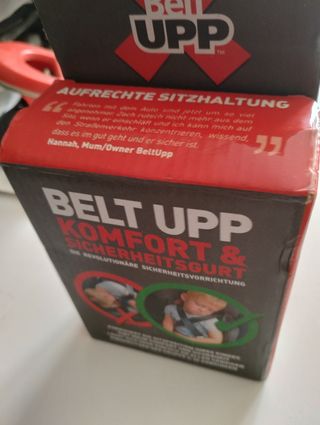 Belt
UPP™
AUFRECHTE SITZHALTUNG
“ Fahren mit dem Auto sind jetzt um so viel
angenehmer. Zach rutscht nicht mehr aus dem
Sitz wenn er einschläft und ich kann mich auf
den Straßenverkehr konzentrieren, wissend,
dass es im gut geht und er sicher ist. ”
Hannah, Mum/Owner BeltUpp
BELT UPP
KOMFORT &
SICHERHEITSGURT
DIE REVOLUTIONÄRE SICHERHEITSVORRICHTUNG